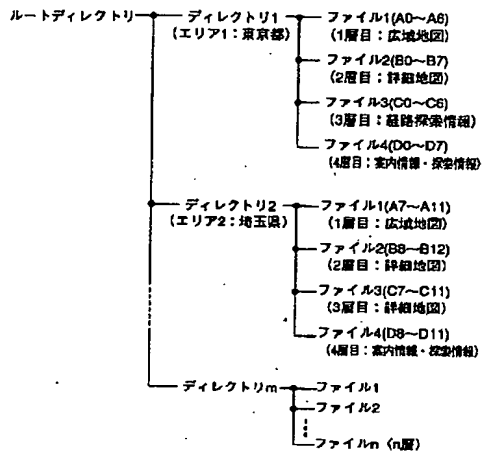 ルートディレクトリ
ディレクトリ1
(エリア1:東京都)
ファイル1(A0~A6)
(1層目:広域地図)
ファイル2(B0~B7)
(2層目:詳細地図)
ファイル3(C0~C6)
(3層目:経路探索情報)
ファイル4(D0~D7)
(4層目:案内情報・探索情報)
ディレクトリ2
(エリア2:埼玉県)
ファイル1(A7~A11)
(1層目:広域地図)
ファイル2(B8~B12)
(2層目:詳細地図)
ファイル3(C7~C11)
(3層目:詳細地図)
ファイル4(D8~D11)
(4層目:案内情報・探索情報)
ディレクトリm
ファイル1
ファイル2
ファイルn (n層)